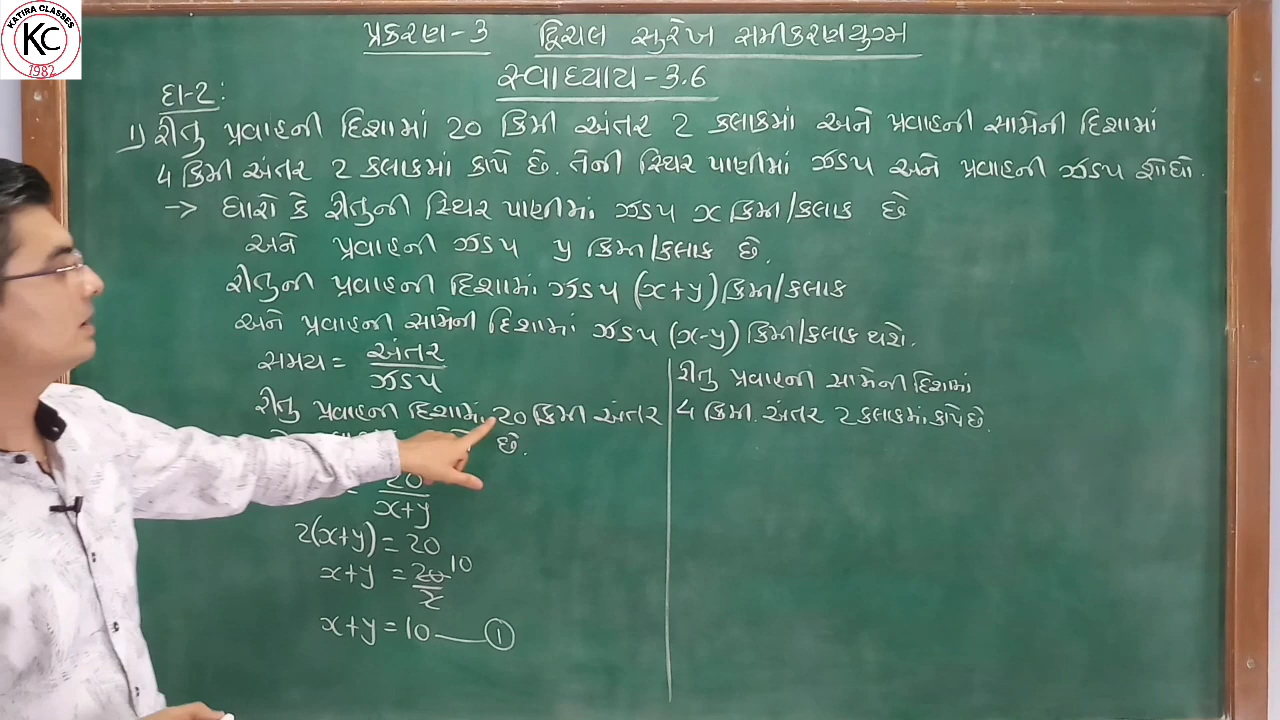 KATIRA CLASSES
KC
1982
પ્રકરણ-3 દ્વિચલ સુરેખ સમીકરણયુગ્મ
સ્વાધ્યાય-3.6
દા-2:
1) રીતુ પ્રવાહની દિશામાં 20 કિમી અંતર 2 કલાકમાં અને પ્રવાહની સામેની દિશામાં
4 કિમી અંતર 2 કલાકમાં કાપે છે. તેની સ્થિર પાણીમાં ઝડપ અને પ્રવાહની ઝડપ શોધો.
→ ધારો કે રીતુની સ્થિર પાણીમાં ઝડપ x કિમી/કલાક છે
અને પ્રવાહની ઝડપ y કિમી/કલાક છે.
રીતુની પ્રવાહની દિશામાં ઝડપ (x+y) કિમી/કલાક
અને પ્રવાહની સામેની દિશામાં ઝડપ (x-y) કિમી/કલાક થશે.
સમય = અંતર / ઝડપ
રીતુ પ્રવાહની દિશામાં 20 કિમી અંતર
છે.
= 20 / x+y
2(x+y) = 20
x+y = 20 / 2 10
x+y = 10 — 1
રીતુ પ્રવાહની સામેની દિશામાં
4 કિમી. અંતર 2 કલાકમાં કાપે છે.